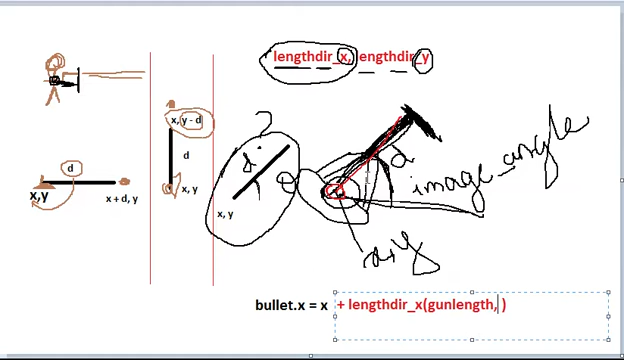 lengthdir_x, lengthdir_y
x, y - d
d
d
x, y
x,y
x + d, y
?
d
x, y
d
image_angle
x,y
bullet.x = x + lengthdir_x(gunlength, )